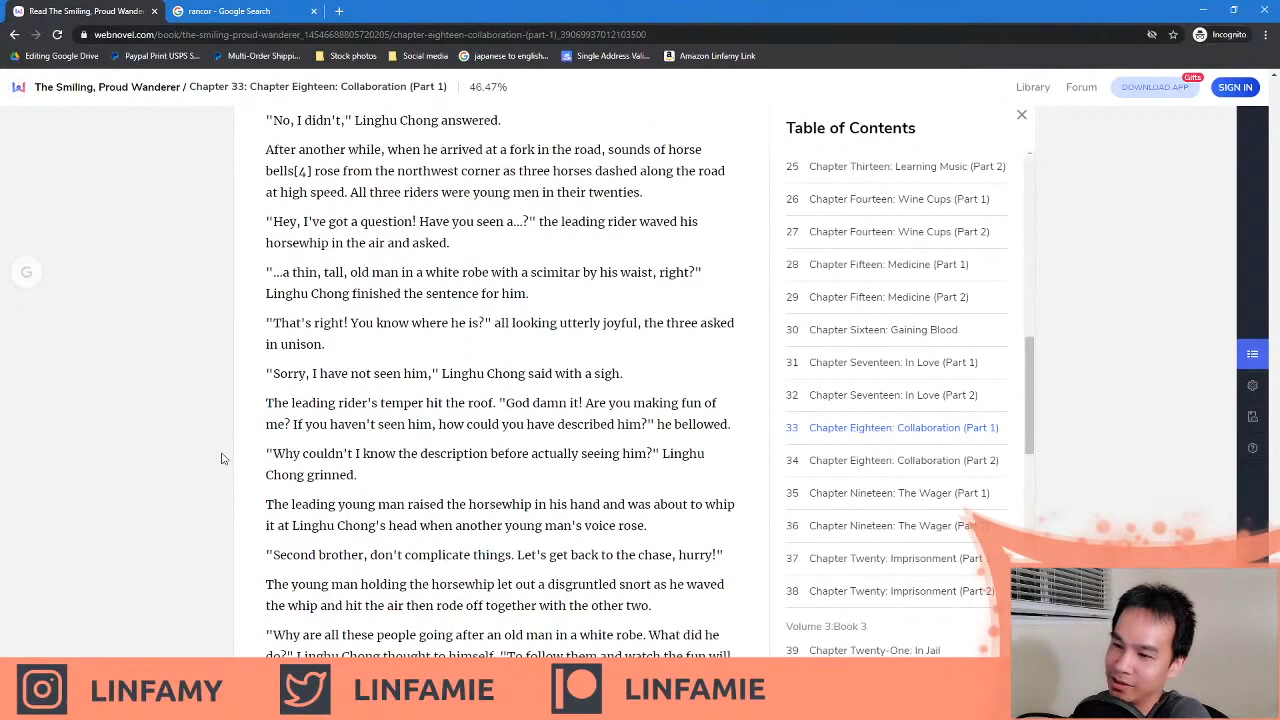 Read The Smiling, Proud Wander
rancor - Google Search
webnovel.com/book/the-smiling-proud-wanderer_14546688805720205/chapter-eighteen-collaboration-(part-1)_39069937012103500
Incognito
Editing Google Drive
Paypal Print USPS La...
Multi-Order Shippi...
Stock photos
Social media
japanese to english...
Single Address Vali...
Amazon Linfamy Link
The Smiling, Proud Wanderer / Chapter 33: Chapter Eighteen: Collaboration (Part 1)
46.47%
Library
Forum
DOWNLOAD APP
Gifts
SIGN IN
"No, I didn't," Linghu Chong answered.
After another while, when he arrived at a fork in the road, sounds of horse
bells[4] rose from the northwest corner as three horses dashed along the road
at high speed. All three riders were young men in their twenties.
"Hey, I've got a question! Have you seen a...?" the leading rider waved his
horsewhip in the air and asked.
"...a thin, tall, old man in a white robe with a scimitar by his waist, right?"
Linghu Chong finished the sentence for him.
"That's right! You know where he is?" all looking utterly joyful, the three asked
in unison.
"Sorry, I have not seen him," Linghu Chong said with a sigh.
The leading rider's temper hit the roof. "God damn it! Are you making fun of
me? If you haven't seen him, how could you have described him?" he bellowed.
"Why couldn't I know the description before actually seeing him?" Linghu
Chong grinned.
The leading young man raised the horsewhip in his hand and was about to whip
it at Linghu Chong's head when another young man's voice rose.
"Second brother, don't complicate things. Let's get back to the chase, hurry!"
The young man holding the horsewhip let out a disgruntled snort as he waved
the whip and hit the air then rode off together with the other two.
"Why are all these people going after an old man in a white robe. What did he
do?" Linghu Chong thought to himself. "To follow them and watch the fun will
Table of Contents
25 Chapter Thirteen: Learning Music (Part 2)
26 Chapter Fourteen: Wine Cups (Part 1)
27 Chapter Fourteen: Wine Cups (Part 2)
28 Chapter Fifteen: Medicine (Part 1)
29 Chapter Fifteen: Medicine (Part 2)
30 Chapter Sixteen: Gaining Blood
31 Chapter Seventeen: In Love (Part 1)
32 Chapter Seventeen: In Love (Part 2)
33 Chapter Eighteen: Collaboration (Part 1)
34 Chapter Eighteen: Collaboration (Part 2)
35 Chapter Nineteen: The Wager (Part 1)
36 Chapter Nineteen: The Wager (Pa
37 Chapter Twenty: Imprisonment (Part
38 Chapter Twenty: Imprisonment (Part 2)
Volume 3:Book 3
39 Chapter Twenty-One: In Jail
G
LINFAMY
LINFAMIE
LINFAMIE